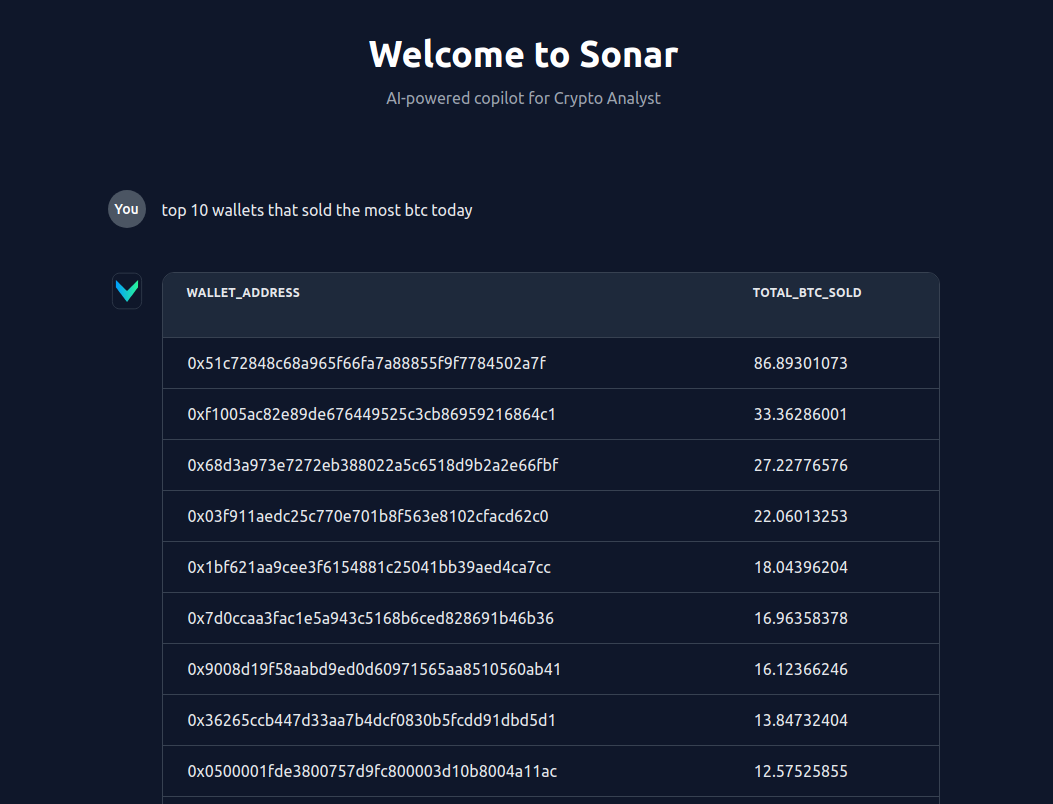 Welcome to Sonar
AI-powered copilot for Crypto Analyst
You top 10 wallets that sold the most btc today
WALLET_ADDRESS TOTAL_BTC_SOLD
0x51c72848c68a965f66fa7a88855f9f7784502a7f 86.89301073
0xf1005ac82e89de676449525c3cb86959216864c1 33.36286001
0x68d3a973e7272eb388022a5c6518d9b2a2e66fbf 27.22776576
0x03f911aedc25c770e701b8f563e8102cfacd62c0 22.06013253
0x1bf621aa9cee3f6154881c25041bb39aed4ca7cc 18.04396204
0x7d0ccaa3fac1e5a943c5168b6ced828691b46b36 16.96358378
0x9008d19f58aabd9ed0d60971565aa8510560ab41 16.12366246
0x36265ccb447d33aa7b4dcf0830b5fcdd91dbd5d1 13.84732404
0x0500001fde3800757d9fc800003d10b8004a11ac 12.57525855